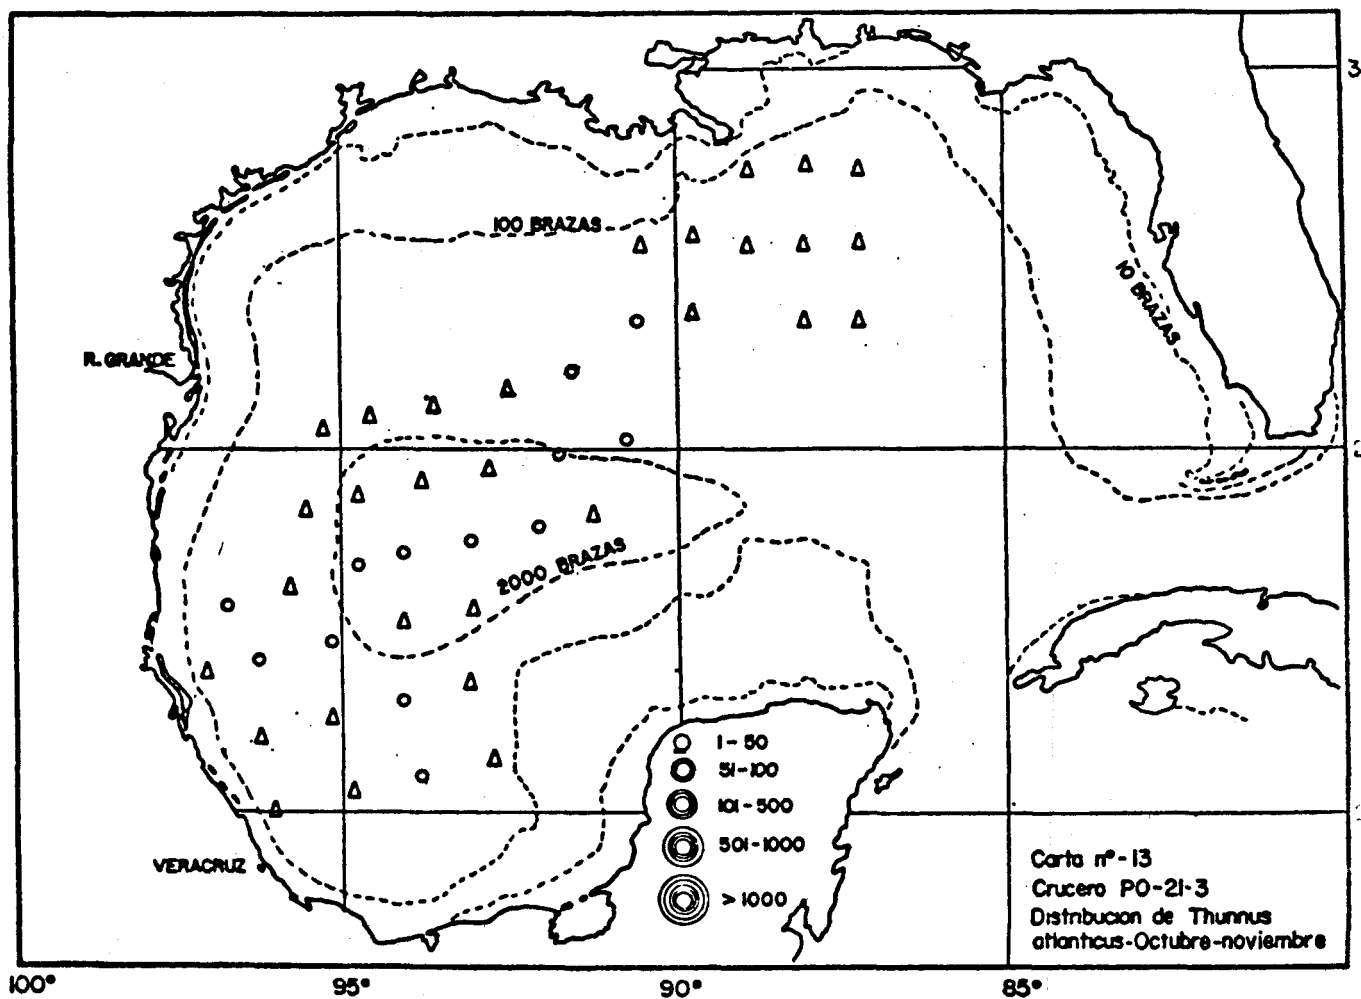 3
100 BRAZAS
10 BRAZAS
R. GRANDE
2000 BRAZAS
1-50
51-100
101-500
501-1000
> 1000
VERACRUZ
Carta nº-13
Crucero PO-21-3
Distribucion de Thunnus
atlanticus-Octubre-noviembre
100° 95° 90° 85°